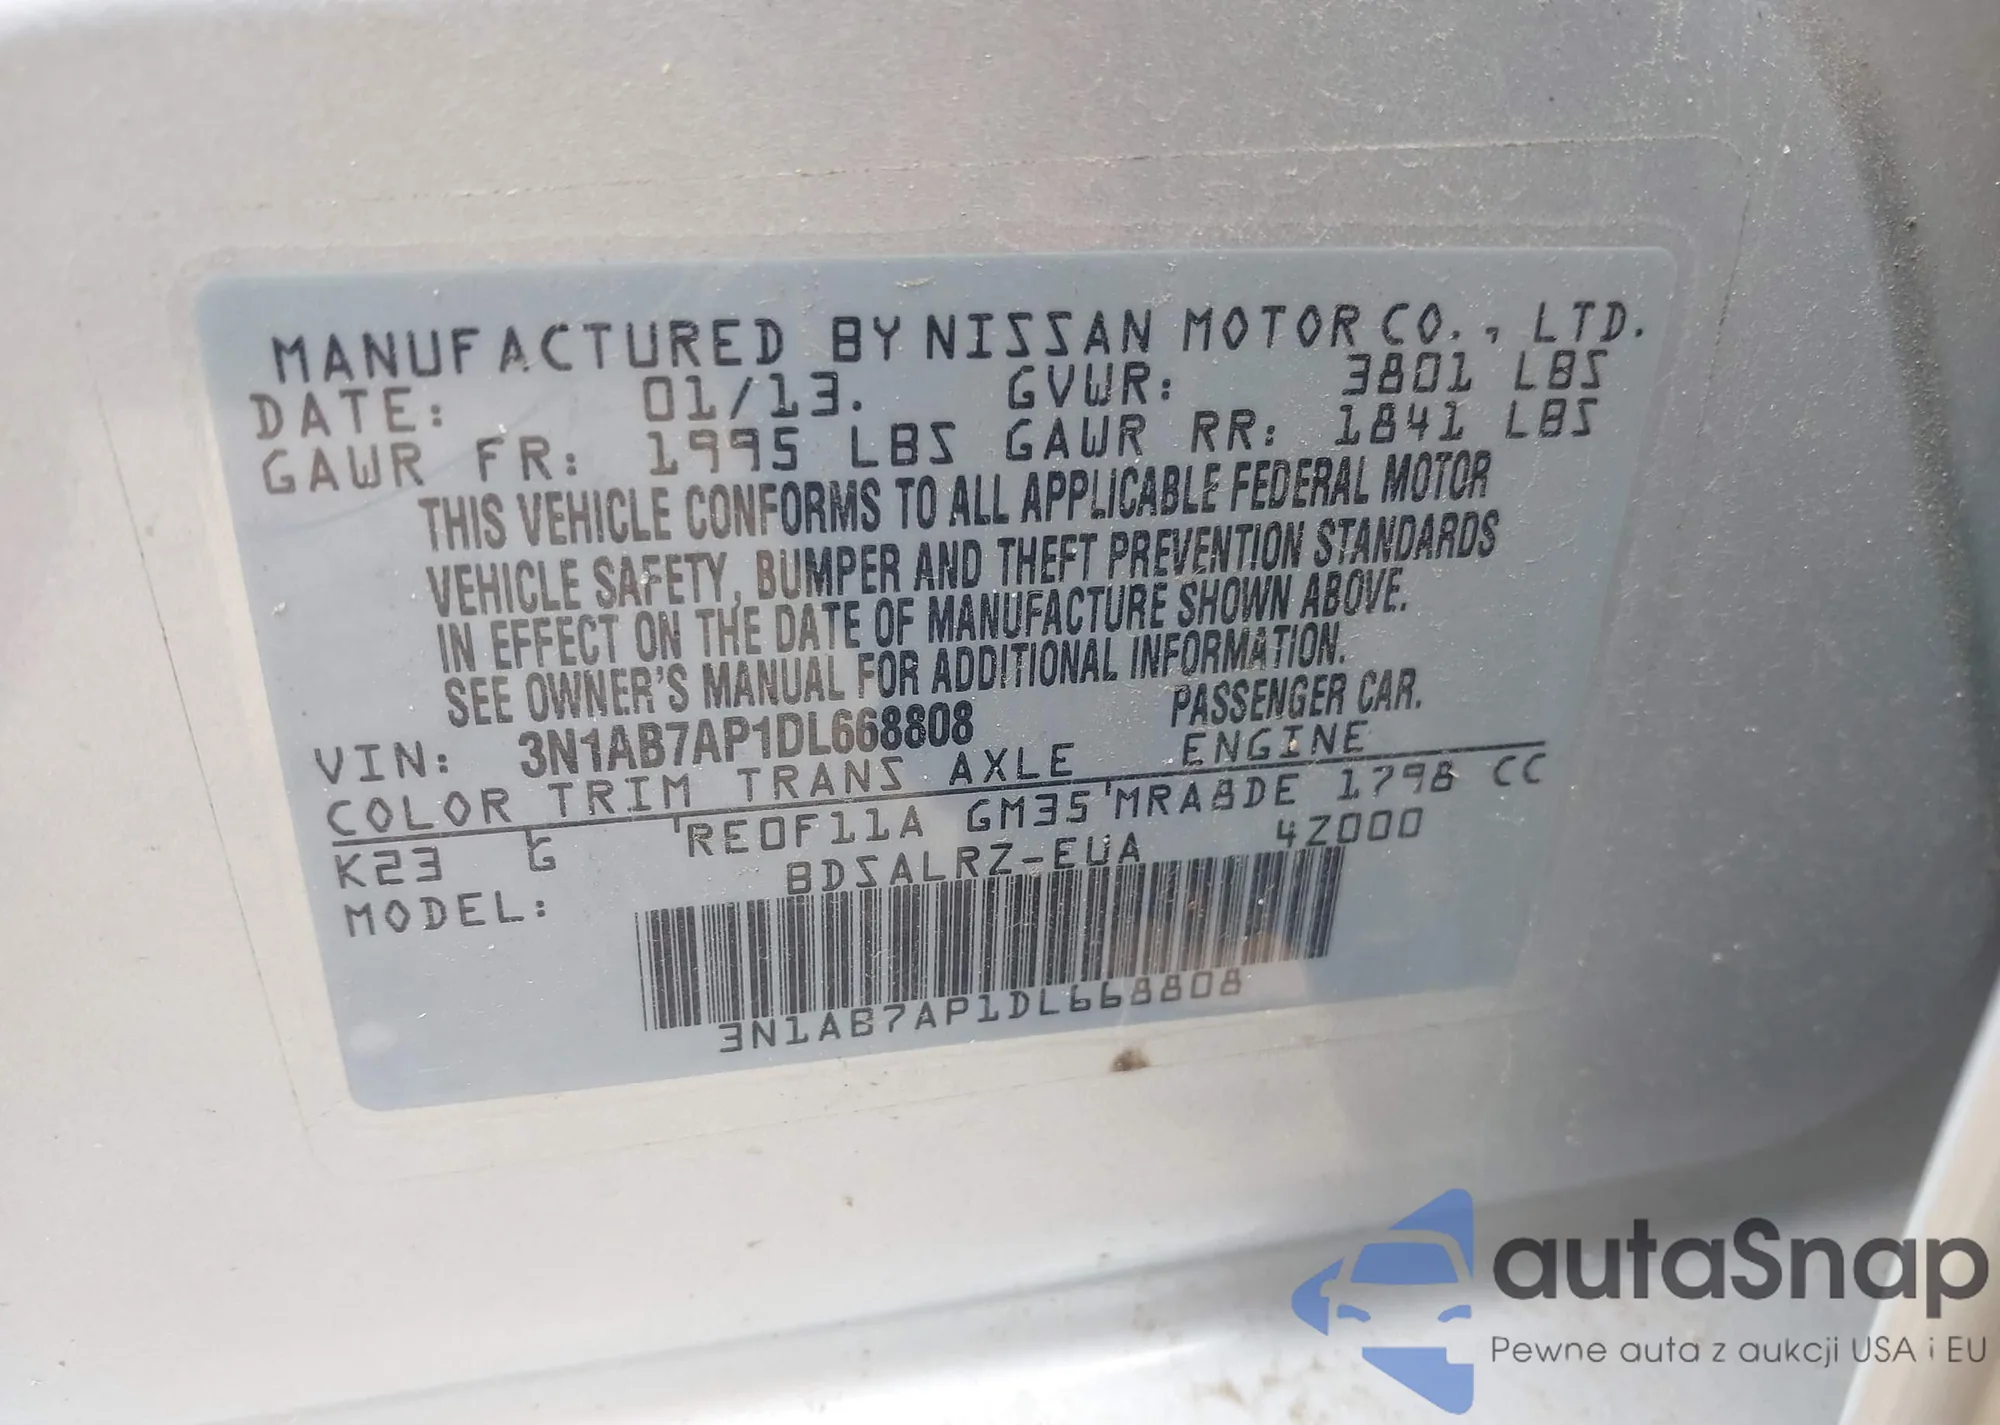 MANUFACTURED BY NISSAN MOTOR CO., LTD.
DATE: 01/13. GVWR: 3801 LBS
GAWR FR: 1995 LBS GAWR RR: 1841 LBS
THIS VEHICLE CONFORMS TO ALL APPLICABLE FEDERAL MOTOR
VEHICLE SAFETY, BUMPER AND THEFT PREVENTION STANDARDS
IN EFFECT ON THE DATE OF MANUFACTURE SHOWN ABOVE.
SEE OWNER'S MANUAL FOR ADDITIONAL INFORMATION.
VIN: 3N1AB7AP1DL668808 PASSENGER CAR.
COLOR TRIM TRANS AXLE ENGINE
K23 G RE0F11A GM35 MRA8DE 1798 CC
MODEL: BDSALRZ-EUA 4Z000
3N1AB7AP1DL668808
autaSnap
Pewne auta z aukcji USA i EU